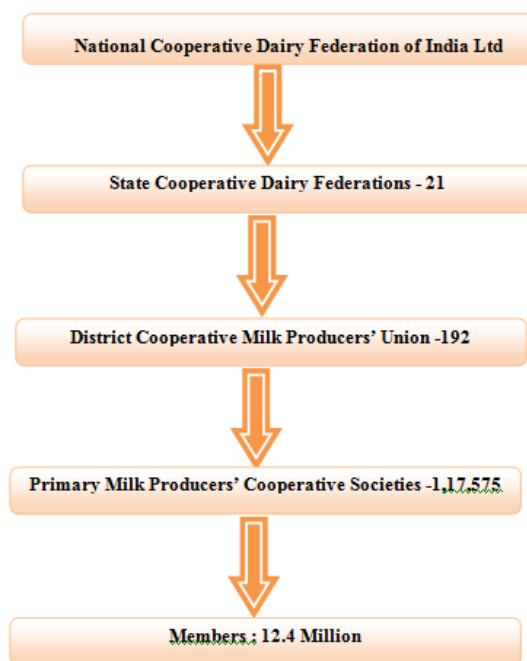 National Cooperative Dairy Federation of India Ltd
State Cooperative Dairy Federations - 21
District Cooperative Milk Producers’ Union -192
Primary Milk Producers’ Cooperative Societies -1,17,575
Members : 12.4 Million